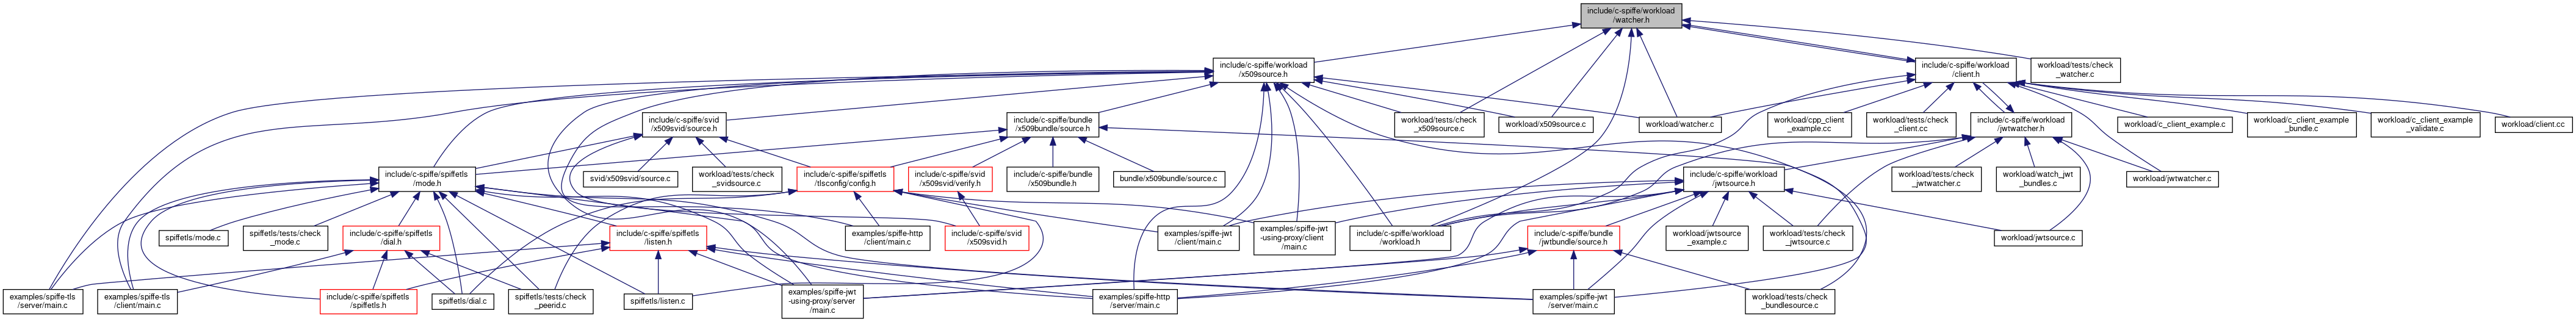 include/c-spiffe/workload
/watcher.h
include/c-spiffe/workload
/x509source.h
include/c-spiffe/workload
/client.h
workload/tests/check
_watcher.c
include/c-spiffe/svid
/x509svid/source.h
include/c-spiffe/bundle
/x509bundle/source.h
workload/tests/check
_x509source.c
workload/x509source.c
workload/watcher.c
workload/cpp_client
_example.cc
workload/tests/check
_client.cc
include/c-spiffe/workload
/jwtwatcher.h
workload/c_client_example.c
workload/c_client_example
_bundle.c
workload/c_client_example
_validate.c
workload/client.cc
include/c-spiffe/spiffetls
/mode.h
svid/x509svid/source.c
workload/tests/check
_svidsource.c
include/c-spiffe/spiffetls
/tlsconfig/config.h
include/c-spiffe/svid
/x509svid/verify.h
include/c-spiffe/bundle
/x509bundle.h
bundle/x509bundle/source.c
include/c-spiffe/workload
/jwtsource.h
workload/tests/check
_jwtwatcher.c
workload/watch_jwt
_bundles.c
workload/jwtwatcher.c
spiffetls/mode.c
spiffetls/tests/check
_mode.c
include/c-spiffe/spiffetls
/dial.h
include/c-spiffe/spiffetls
/listen.h
examples/spiffe-http
/client/main.c
include/c-spiffe/svid
/x509svid.h
examples/spiffe-jwt
/client/main.c
examples/spiffe-jwt
-using-proxy/client
/main.c
include/c-spiffe/workload
/workload.h
include/c-spiffe/bundle
/jwtbundle/source.h
workload/jwtsource
_example.c
workload/tests/check
_jwtsource.c
workload/jwtsource.c
examples/spiffe-tls
/server/main.c
examples/spiffe-tls
/client/main.c
include/c-spiffe/spiffetls
/spiffetls.h
spiffetls/dial.c
spiffetls/tests/check
_peerid.c
spiffetls/listen.c
examples/spiffe-jwt
-using-proxy/server
/main.c
examples/spiffe-http
/server/main.c
examples/spiffe-jwt
/server/main.c
workload/tests/check
_bundlesource.c